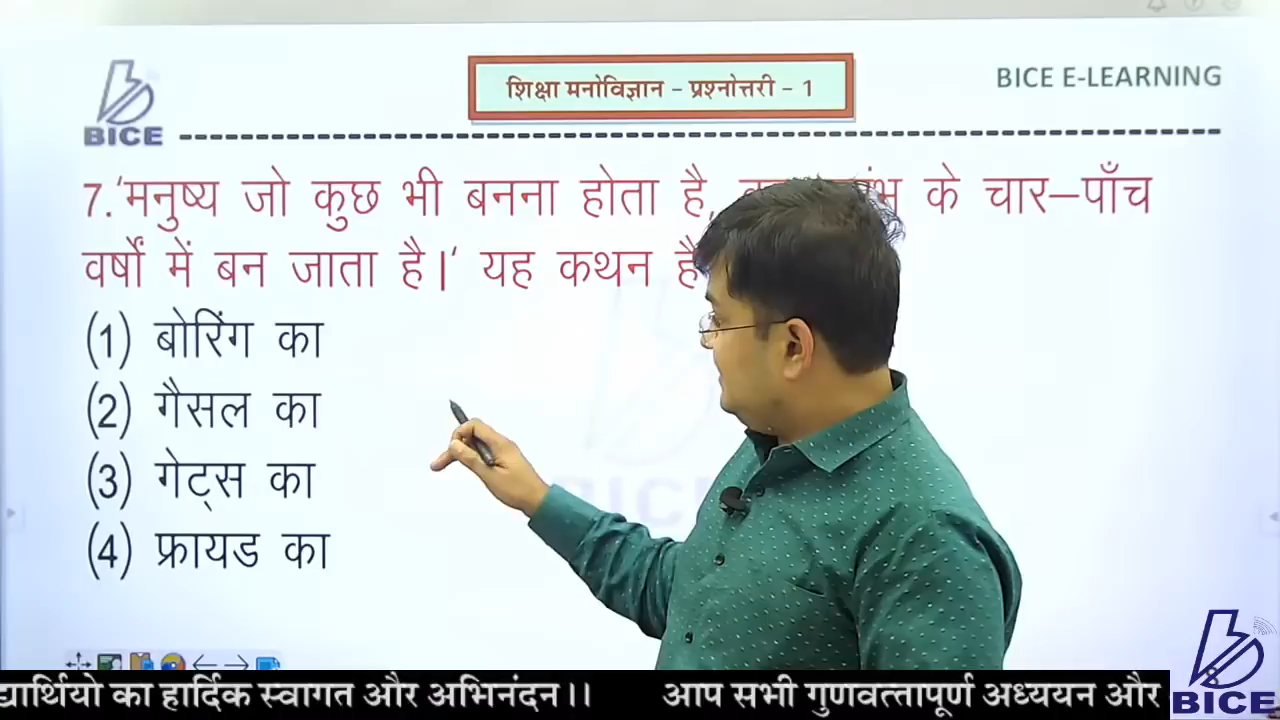 शिक्षा मनोविज्ञान – प्रश्नोत्तरी – 1
BICE E-LEARNING
BICE
7.‘मनुष्य जो कुछ भी बनना होता है, के चार–पाँच
वर्षों में बन जाता है।‘ यह कथन है
(1) बोरिंग का
(2) गैसल का
(3) गेट्स का
(4) फ्रायड का
BICE
द्यार्थियो का हार्दिक स्वागत और अभिनंदन।। आप सभी गुणवत्तापूर्ण अध्ययन और
BICE